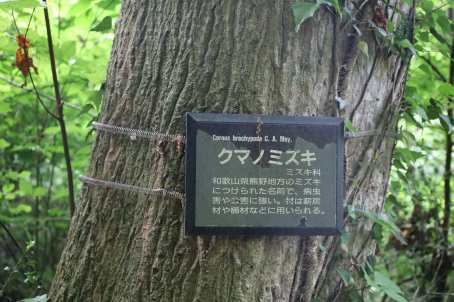 Cornus brachypoda C. A. Mey.
クマノミズキ
ミズキ科
和歌山県熊野地方のミズキ
につけられた名前で、病虫
害や公害に強い。材は薪炭
材や細材などに用いられる。